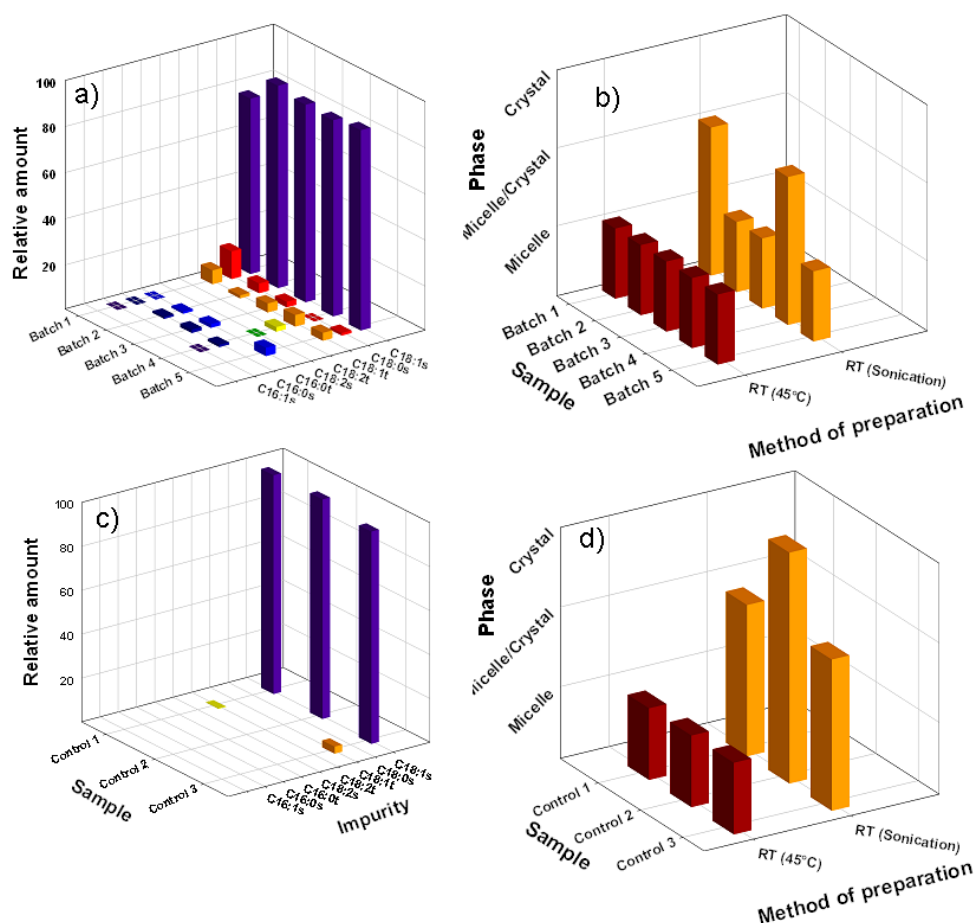 a)
Relative amount
100
80
60
40
20
Batch 1
Batch 2
Batch 3
Batch 4
Batch 5
C16:1s
C16:0s
C16:0t
C18:2s
C18:2t
C18:1t
C18:0s
C18:1s
b)
Phase
Crystal
Micelle/Crystal
Micelle
Batch 1
Batch 2
Batch 3
Batch 4
Batch 5
Sample
RT (45°C)
RT (Sonication)
Method of preparation
c)
Relative amount
100
80
60
40
20
Control 1
Control 2
Control 3
Sample
C16:1s
C16:0s
C16:0t
C18:2s
C18:2t
C18:1t
C18:0s
C18:1s
Impurity
d)
Phase
Crystal
Micelle/Crystal
Micelle
Control 1
Control 2
Control 3
Sample
RT (45°C)
RT (Sonication)
Method of preparation